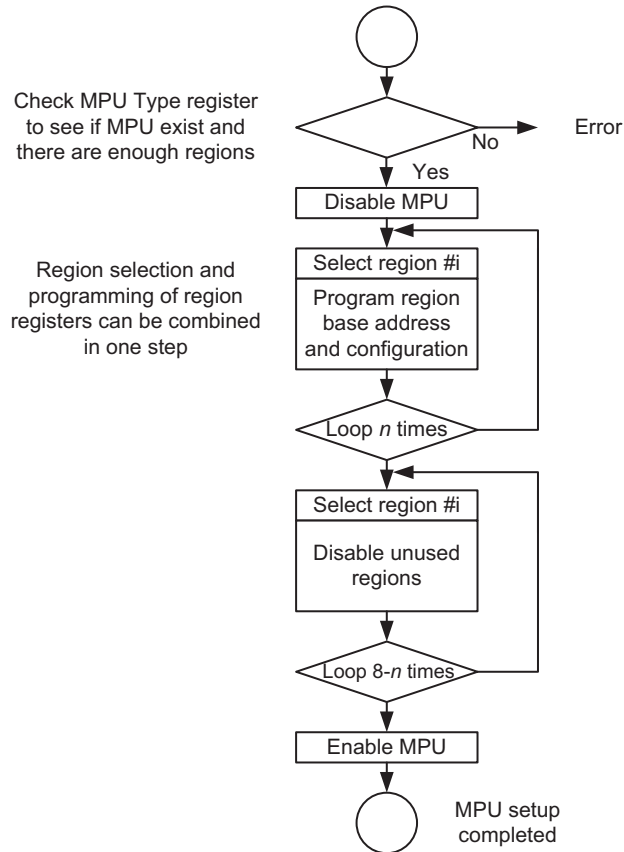 Check MPU Type register
to see if MPU exist and
there are enough regions
No
Error
Yes
Disable MPU
Select region #i
Region selection and
programming of region
registers can be combined
in one step
Program region
base address
and configuration
Loop n times
Select region #i
Disable unused
regions
Loop 8-n times
Enable MPU
MPU setup
completed